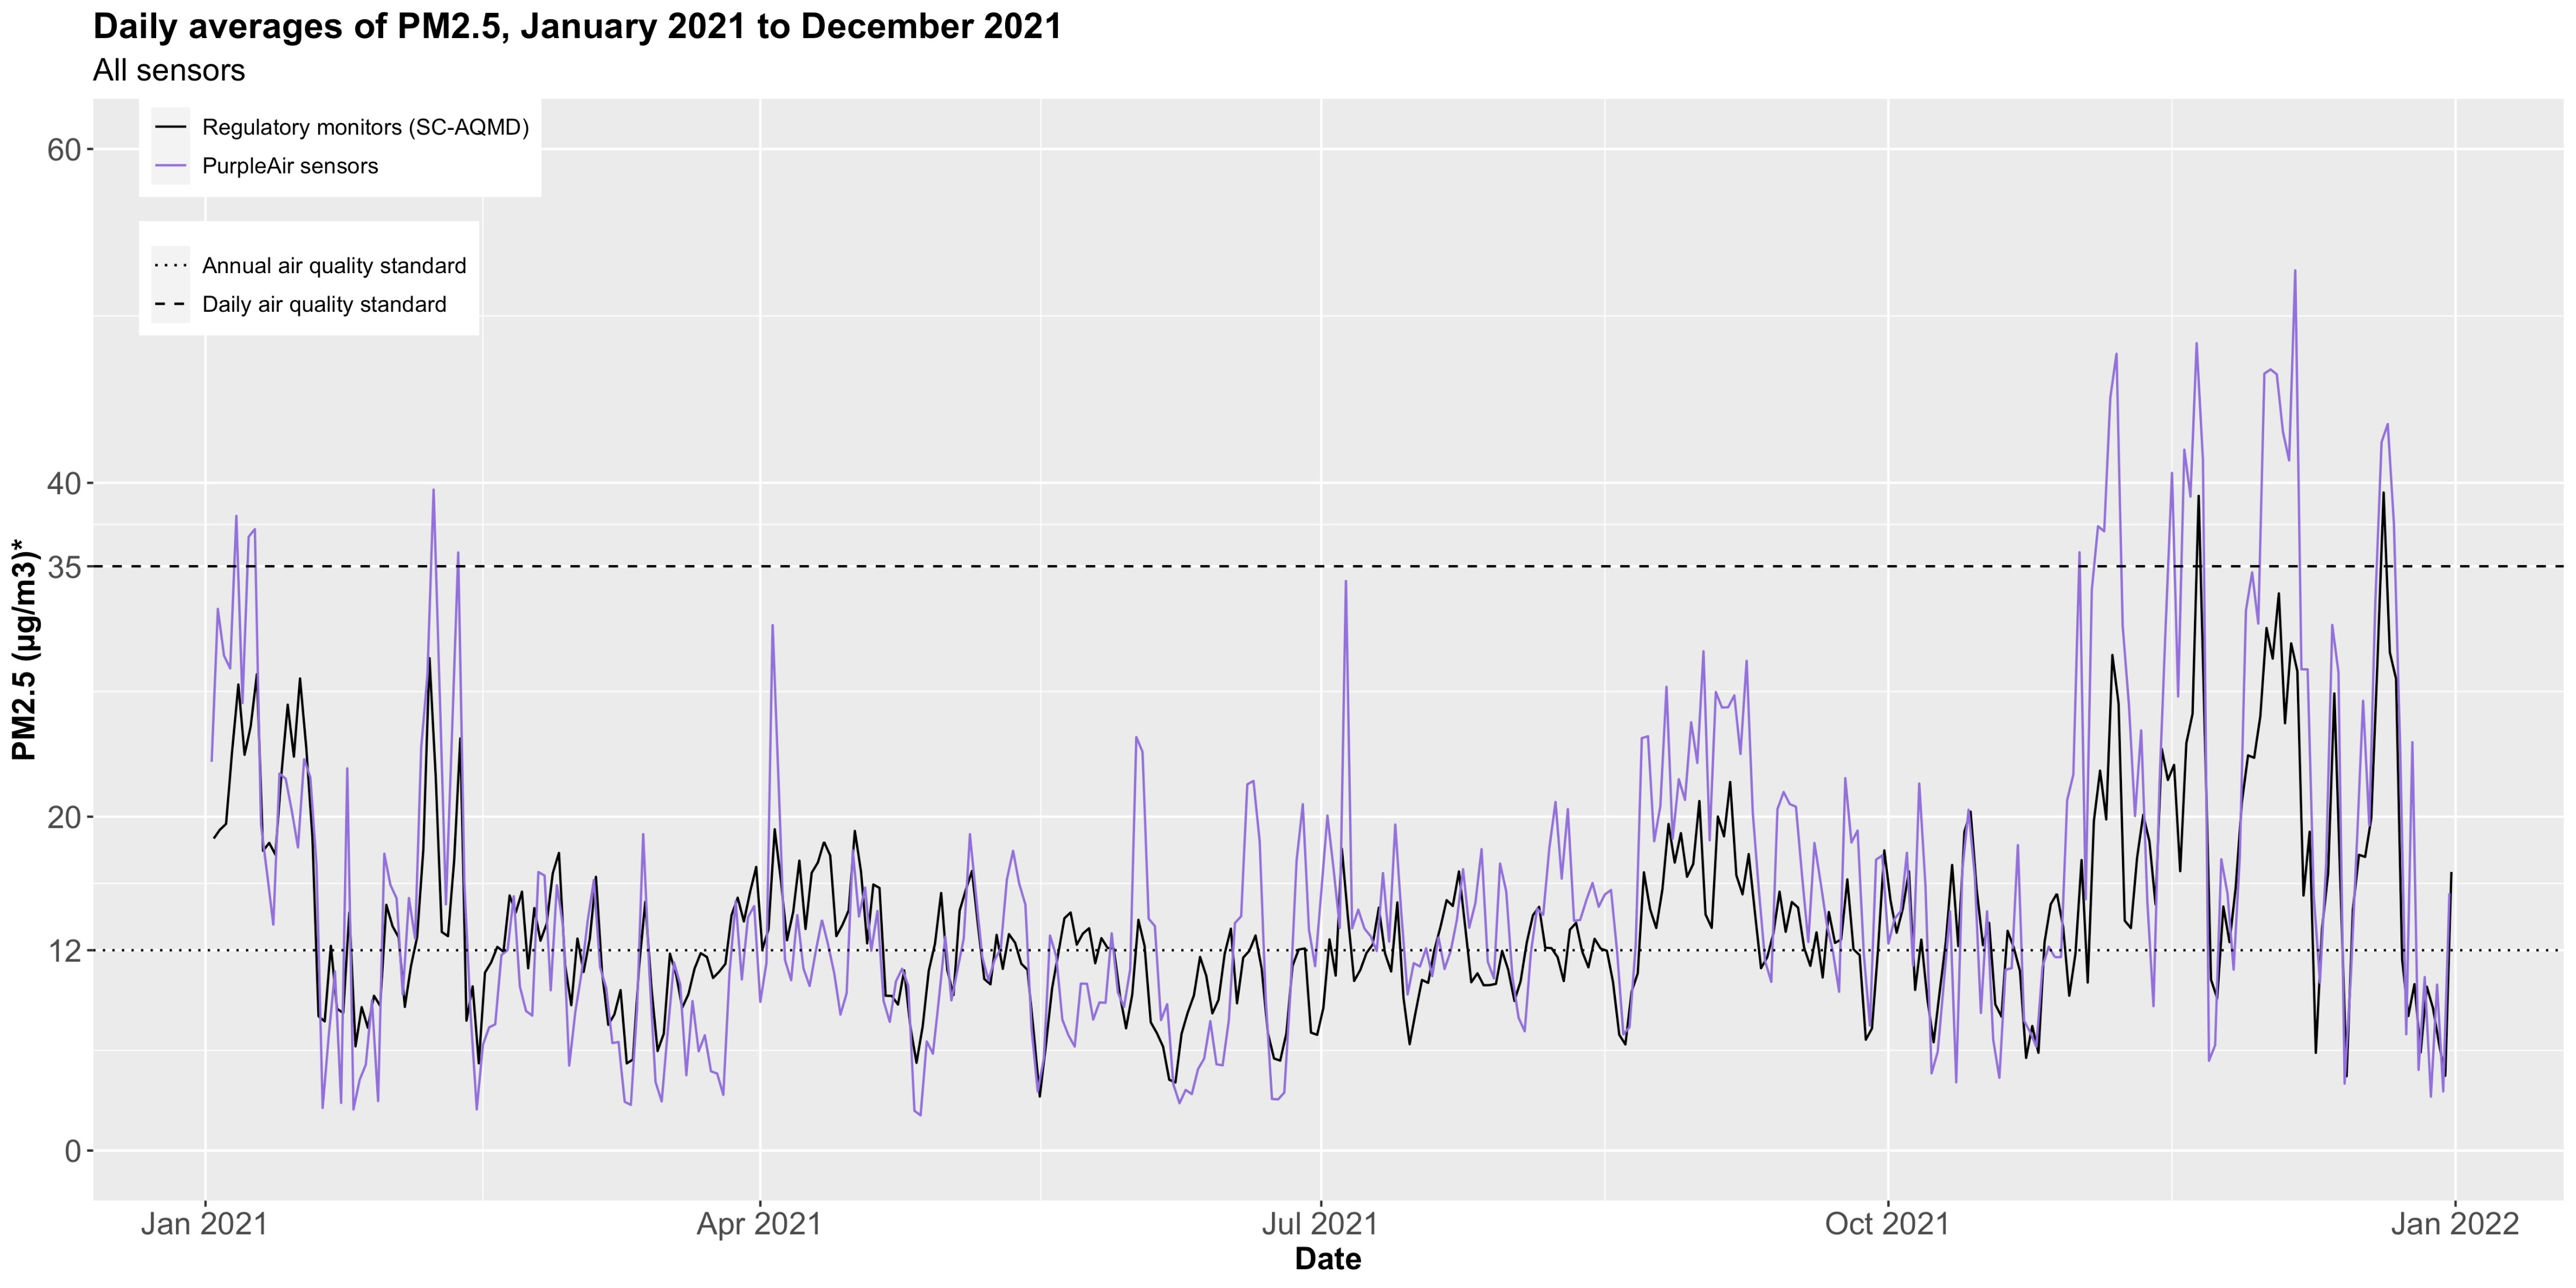 Daily averages of PM2.5, January 2021 to December 2021
All sensors
Regulatory monitors (SC-AQMD)
PurpleAir sensors
Annual air quality standard
Daily air quality standard
60
40
35
20
12
0
PM2.5 (µg/m3)*
Jan 2021
Apr 2021
Jul 2021
Oct 2021
Jan 2022
Date